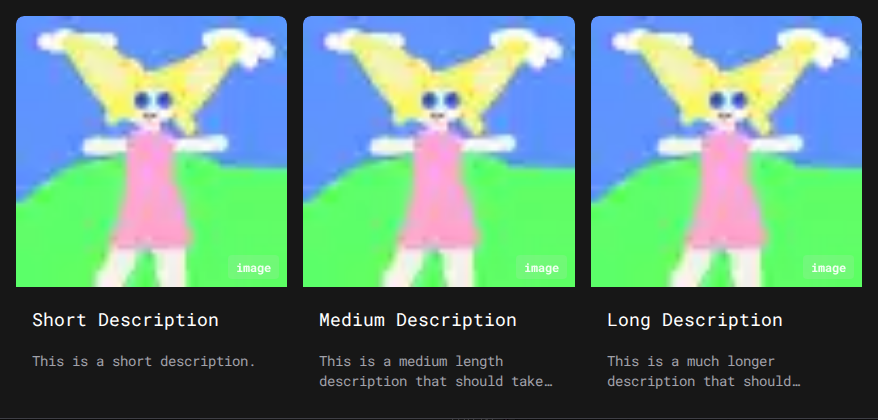 image
image
image
Short Description
Medium Description
Long Description
This is a short description.
This is a medium length
description that should take…
This is a much longer
description that should…